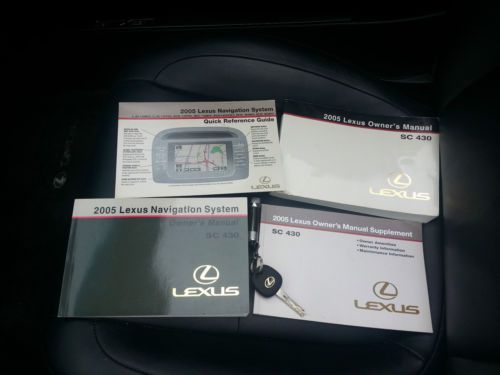 2005 Lexus Navigation System
Quick Reference Guide
LEXUS
2005 Lexus Owner's Manual
SC 430
LEXUS
2005 Lexus Navigation System
Owner's Manual
SC 430
LEXUS
2005 Lexus Owner's Manual Supplement
SC 430
• Owner Amenities
• Warranty Information
• Maintenance Information
LEXUS